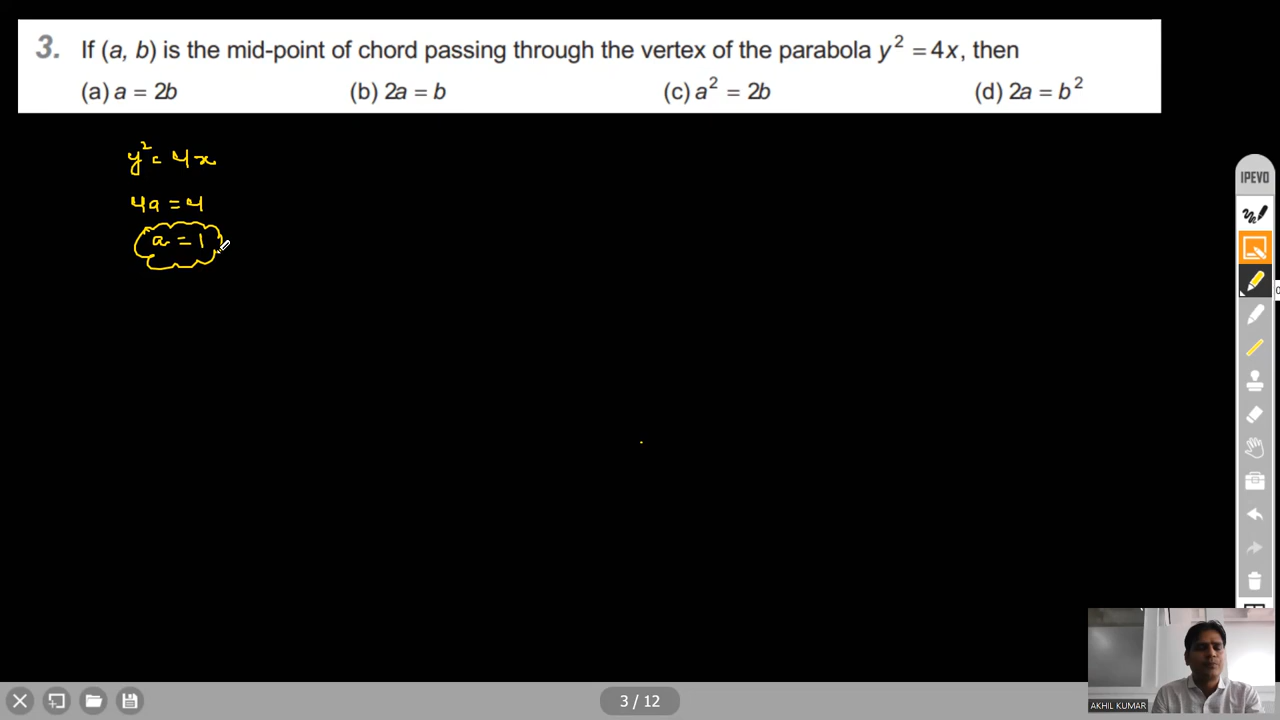 3. If (a, b) is the mid-point of chord passing through the vertex of the parabola y² = 4x, then
(a) a = 2b (b) 2a = b (c) a² = 2b (d) 2a = b²
y² = 4x
4a = 4
a = 1
IPEVO
3 / 12
AKHIL KUMAR